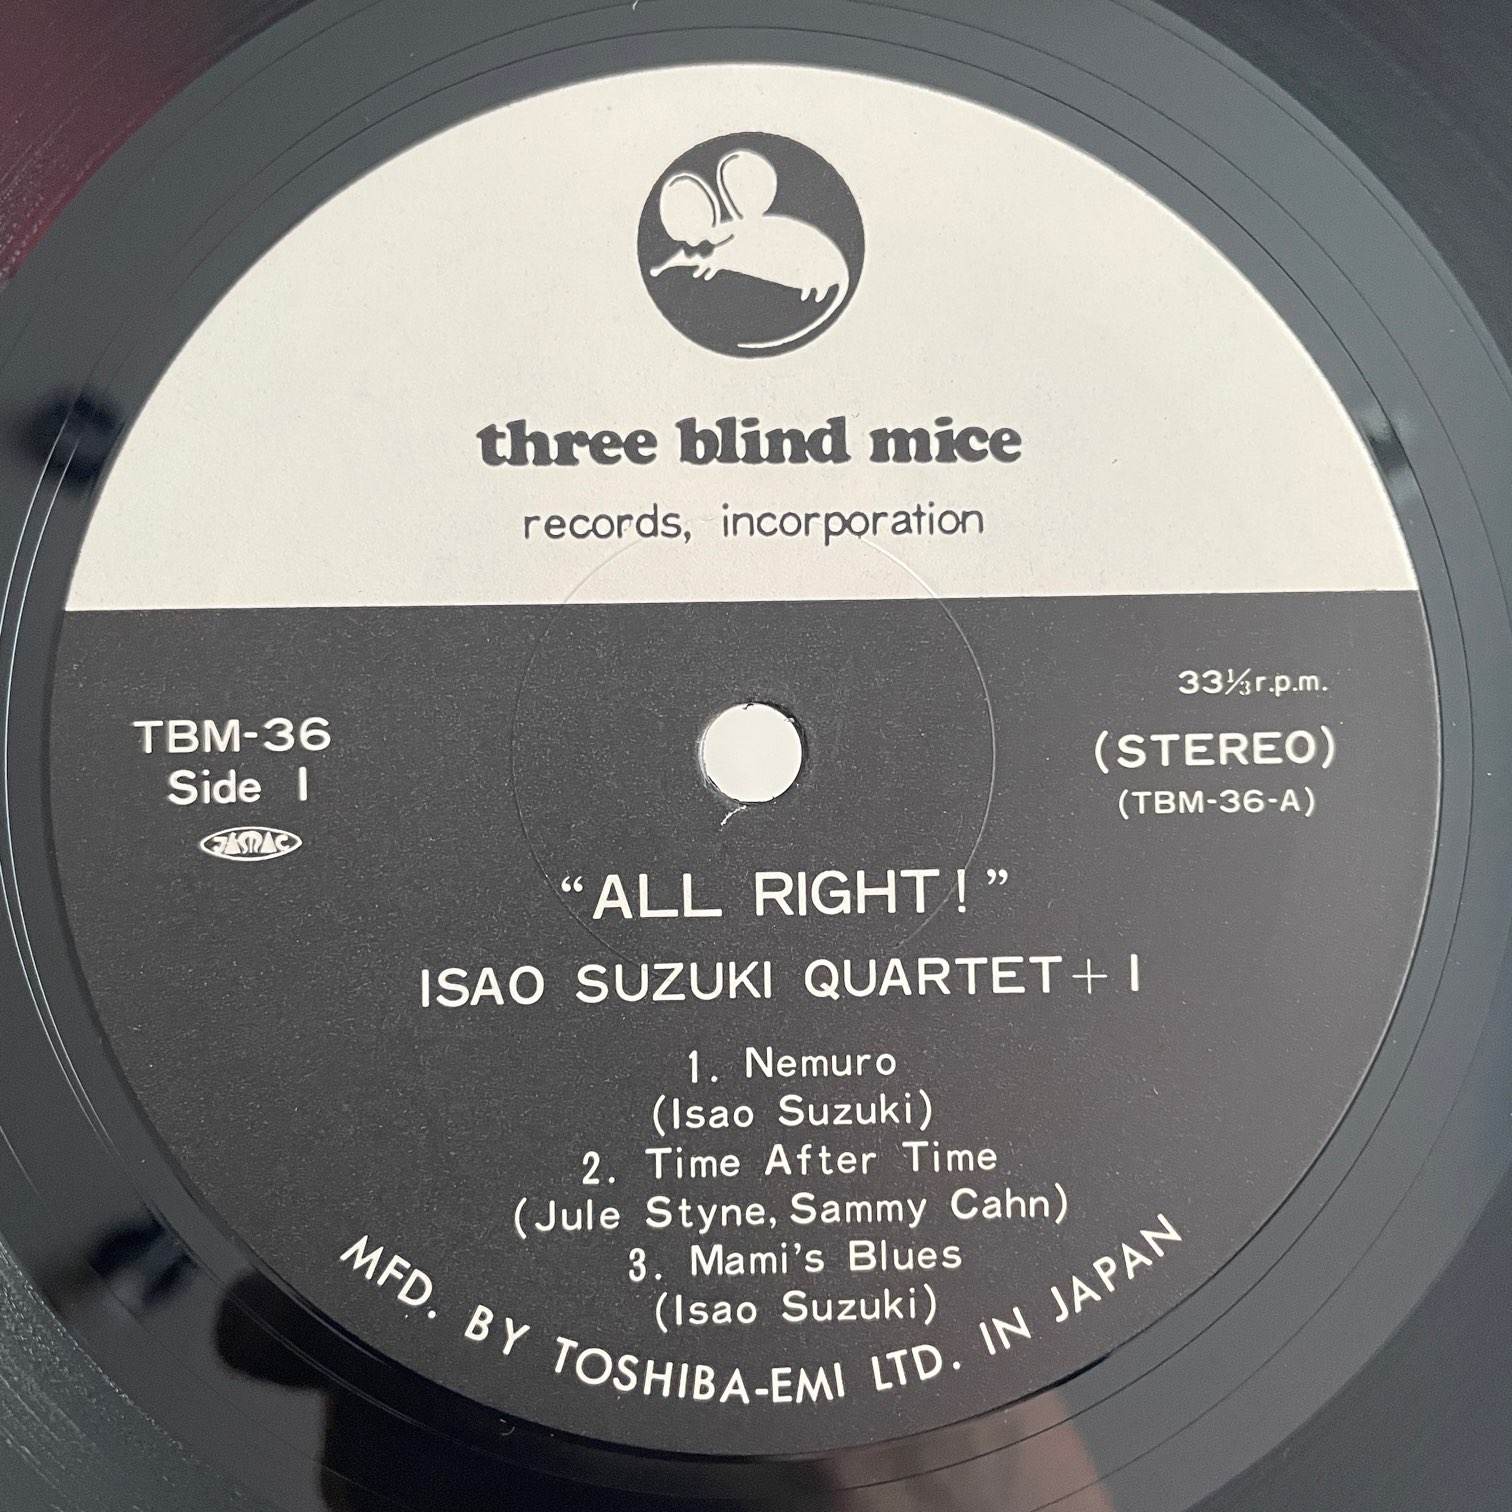 three blind mice
records, incorporation
33⅓ r.p.m.
TBM-36
(STEREO)
Side 1
(TBM-36-A)
JASRAC
“ALL RIGHT!”
ISAO SUZUKI QUARTET+1
1. Nemuro
(Isao Suzuki)
2. Time After Time
(Jule Styne, Sammy Cahn)
3. Mami's Blues
(Isao Suzuki)
MFD. BY TOSHIBA-EMI LTD. IN JAPAN